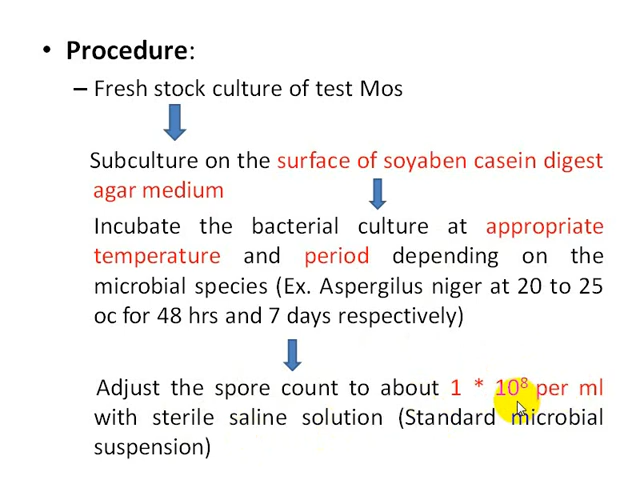 • Procedure:
– Fresh stock culture of test Mos
Subculture on the surface of soyaben casein digest
agar medium
Incubate the bacterial culture at appropriate
temperature and period depending on the
microbial species (Ex. Aspergilus niger at 20 to 25
oc for 48 hrs and 7 days respectively)
Adjust the spore count to about 1 * 10⁸ per ml
with sterile saline solution (Standard microbial
suspension)